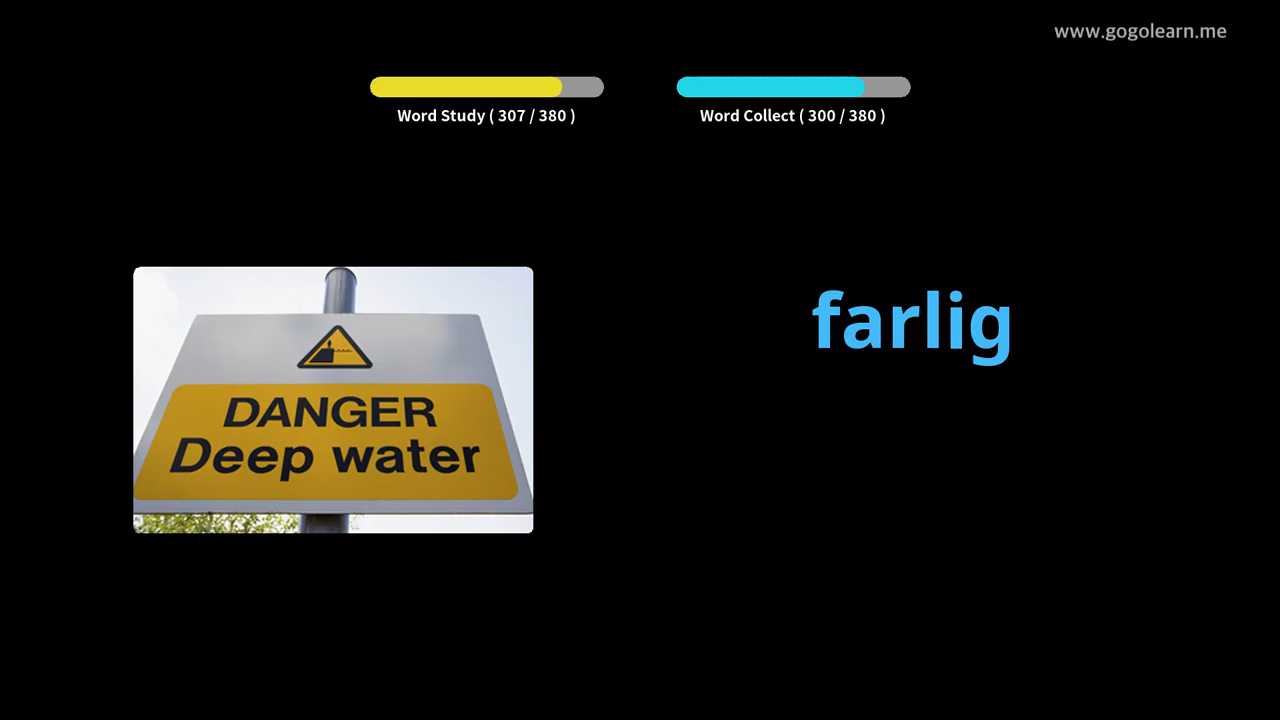 www.gogolearn.me
Word Study ( 307 / 380 )
Word Collect ( 300 / 380 )
DANGER
Deep water
farlig